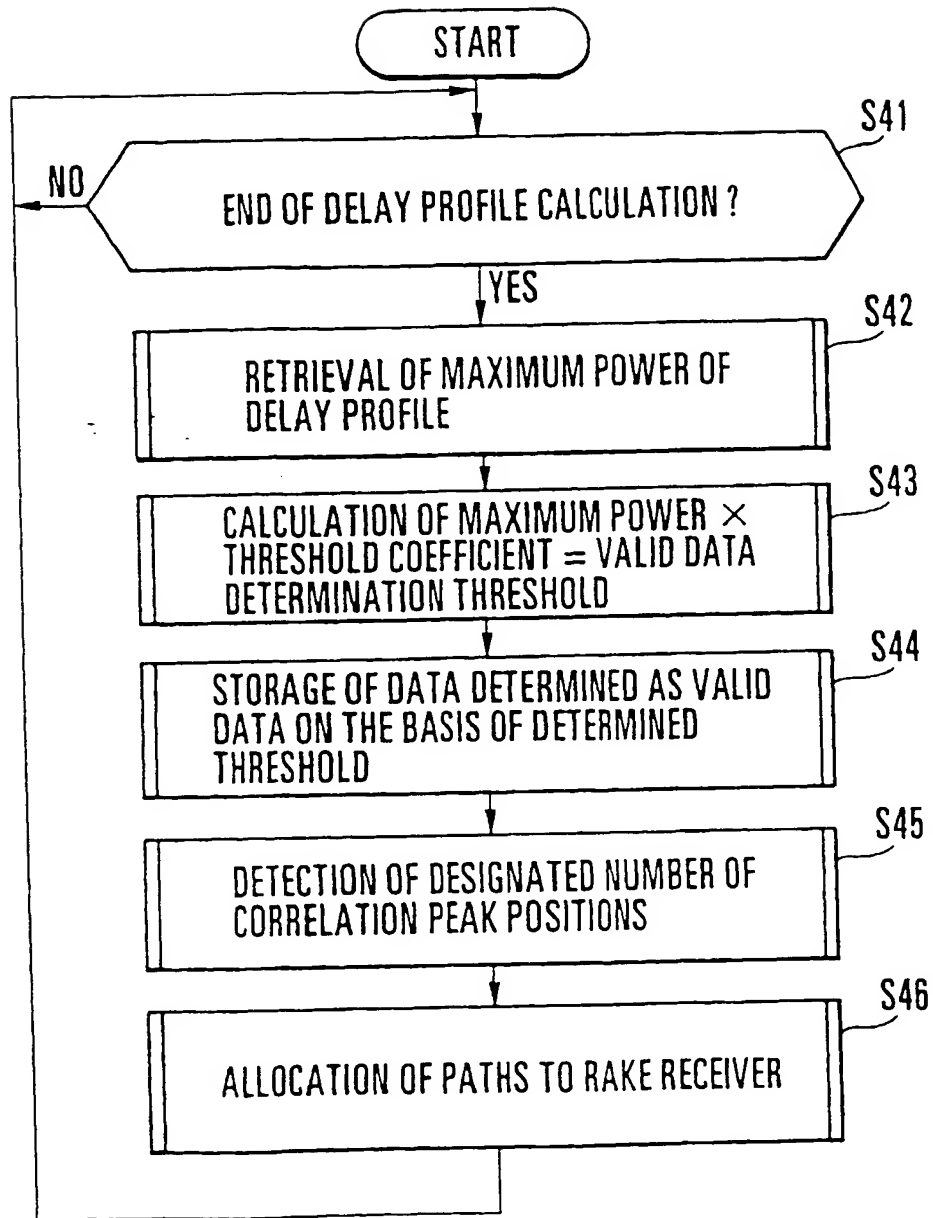 START
S41
NO
END OF DELAY PROFILE CALCULATION ?
YES
S42
RETRIEVAL OF MAXIMUM POWER OF
DELAY PROFILE
S43
CALCULATION OF MAXIMUM POWER ×
THRESHOLD COEFFICIENT = VALID DATA
DETERMINATION THRESHOLD
S44
STORAGE OF DATA DETERMINED AS VALID
DATA ON THE BASIS OF DETERMINED
THRESHOLD
S45
DETECTION OF DESIGNATED NUMBER OF
CORRELATION PEAK POSITIONS
S46
ALLOCATION OF PATHS TO RAKE RECEIVER